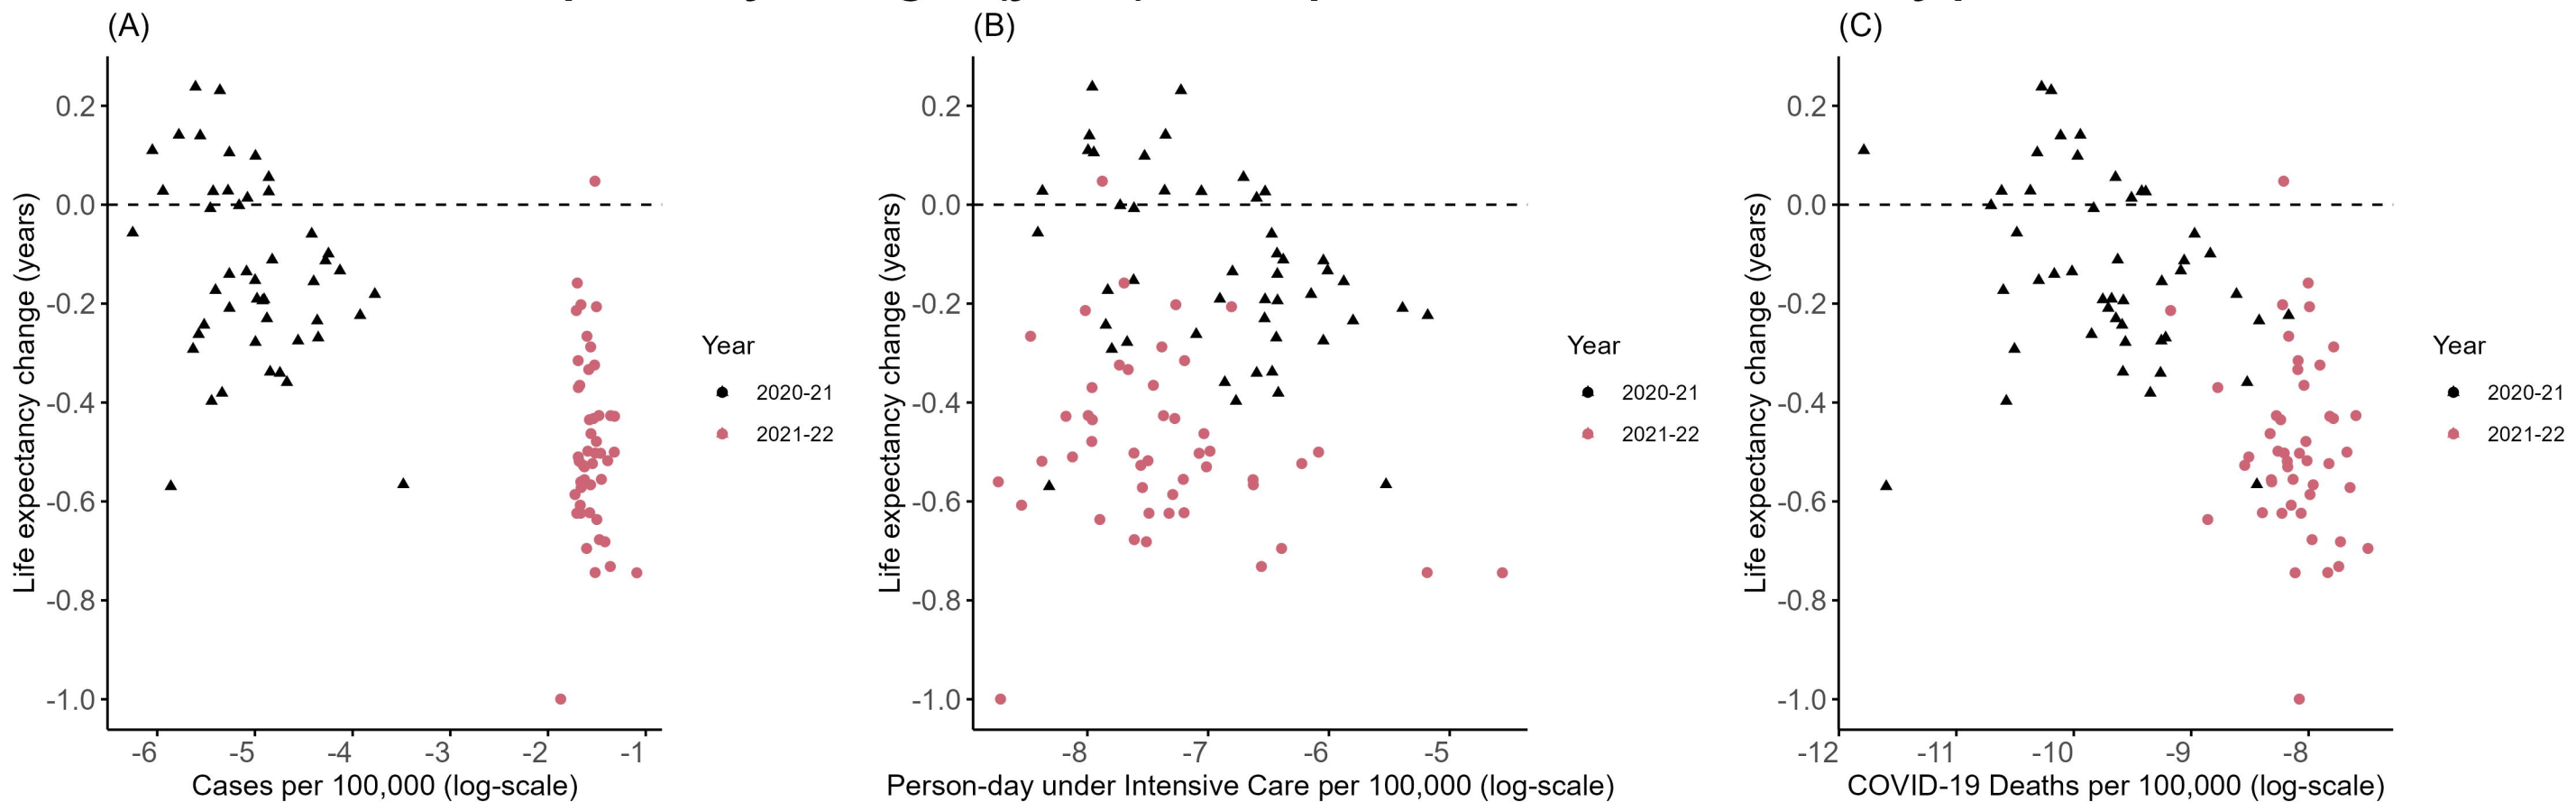 (A)
0.2
0.0
-0.2
-0.4
-0.6
-0.8
-1.0
Life expectancy change (years)
-6 -5 -4 -3 -2 -1
Cases per 100,000 (log-scale)
Year
2020-21
2021-22
(B)
0.2
0.0
-0.2
-0.4
-0.6
-0.8
-1.0
Life expectancy change (years)
-8 -7 -6 -5
Person-day under Intensive Care per 100,000 (log-scale)
Year
2020-21
2021-22
(C)
0.2
0.0
-0.2
-0.4
-0.6
-0.8
-1.0
Life expectancy change (years)
-12 -11 -10 -9 -8
COVID-19 Deaths per 100,000 (log-scale)
Year
2020-21
2021-22